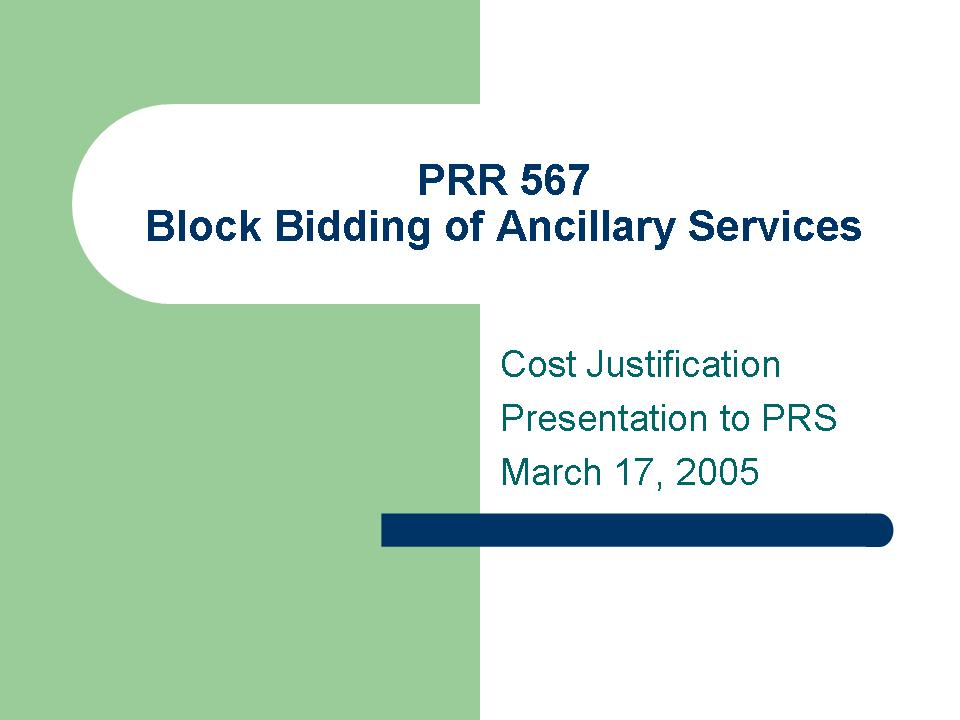 PRR 567
Block Bidding of Ancillary Services
Cost Justification
Presentation to PRS
March 17, 2005